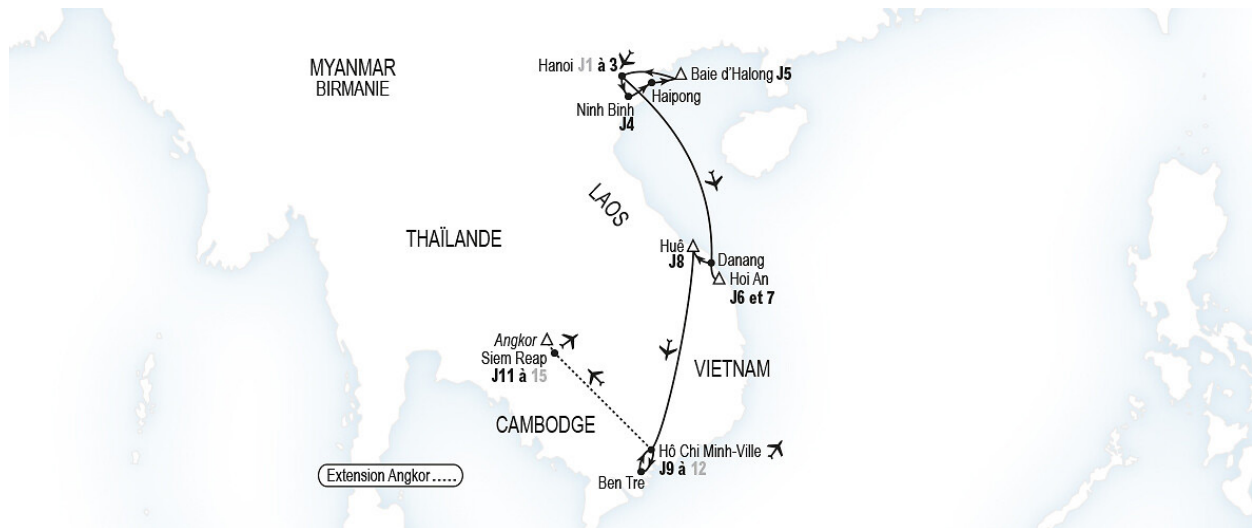 MYANMAR
BIRMANIE
Hanoi J1 à 3
Baie d'Halong J5
Haipong
Ninh Binh
J4
LAOS
THAÏLANDE
Huê
J8
Danang
Hoi An
J6 et 7
Angkor
Siem Reap
J11 à 15
VIETNAM
CAMBODGE
Hô Chi Minh-Ville
J9 à 12
Ben Tre
Extension Angkor.....